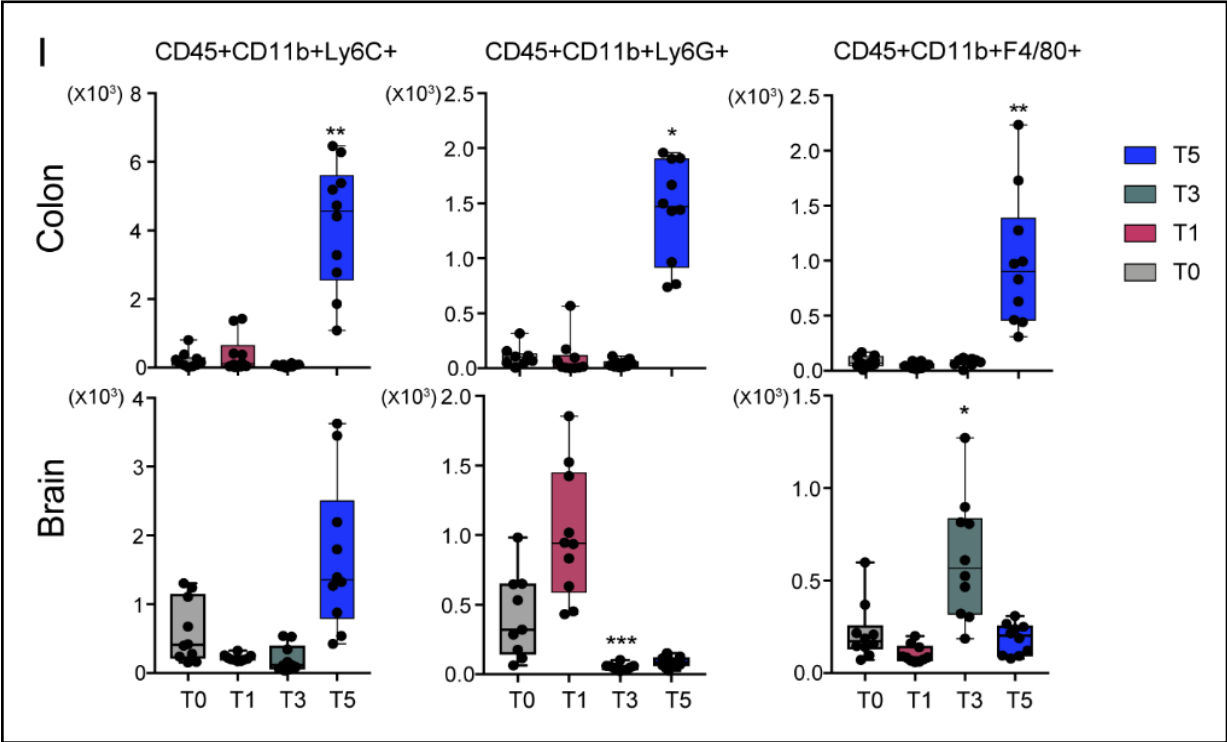 I
CD45+CD11b+Ly6C+ CD45+CD11b+Ly6G+ CD45+CD11b+F4/80+
Colon
(X10³) 8
6
4
2
0
**
(X10³) 2.5
2.0
1.5
1.0
0.5
0.0
*
(X10³) 2.5
2.0
1.5
1.0
0.5
0.0
**
T5
T3
T1
T0
Brain
(X10³) 4
3
2
1
0
T0 T1 T3 T5
(X10³) 2.0
1.5
1.0
0.5
0.0
***
T0 T1 T3 T5
(X10³) 1.5
1.0
0.5
0.0
*
T0 T1 T3 T5